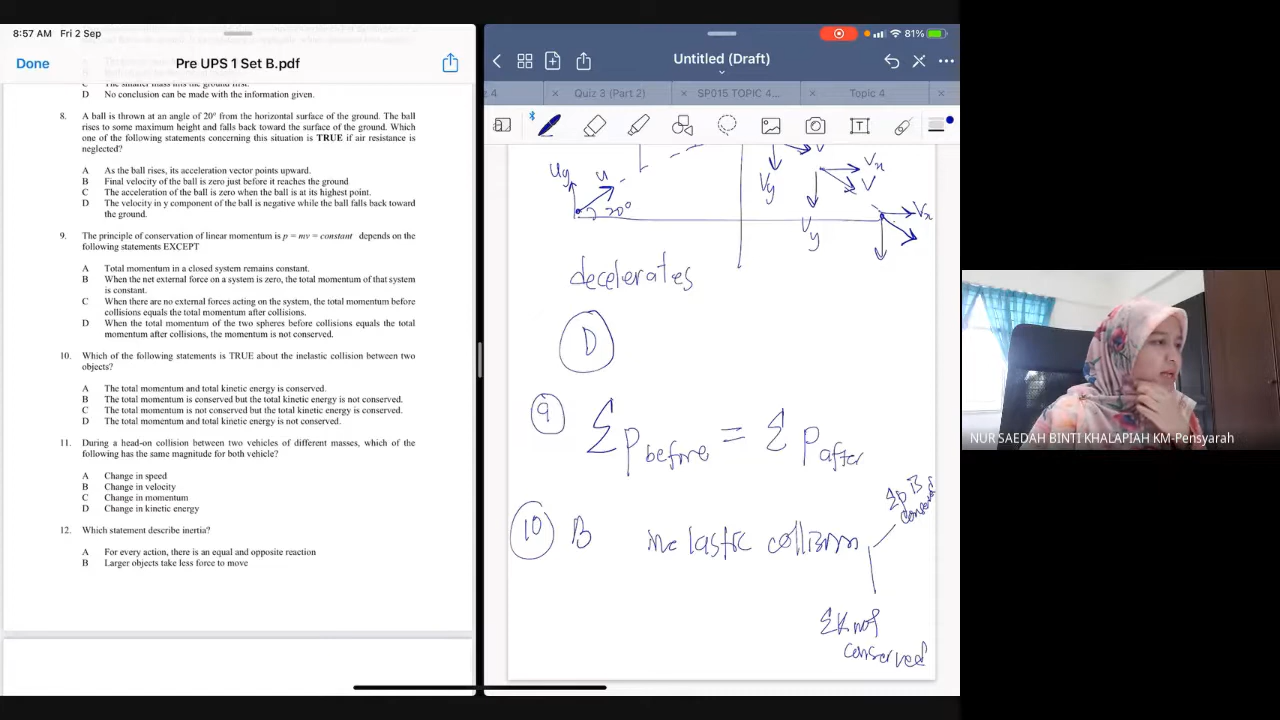 8:57 AM Fri 2 Sep
Done
Pre UPS 1 Set B.pdf
D No conclusion can be made with the information given.
8. A ball is thrown at an angle of 20° from the horizontal surface of the ground. The ball
rises to some maximum height and falls back toward the surface of the ground. Which
one of the following statements concerning this situation is TRUE if air resistance is
neglected?
A As the ball rises, its acceleration vector points upward.
B Final velocity of the ball is zero just before it reaches the ground
C The acceleration of the ball is zero when the ball is at its highest point.
D The velocity in y component of the ball is negative while the ball falls back toward
the ground.
9. The principle of conservation of linear momentum is p = mv = constant depends on the
following statements EXCEPT
A Total momentum in a closed system remains constant.
B When the net external force on a system is zero, the total momentum of that system
is constant.
C When there are no external forces acting on the system, the total momentum before
collisions equals the total momentum after collisions.
D When the total momentum of the two spheres before collisions equals the total
momentum after collisions, the momentum is not conserved.
10. Which of the following statements is TRUE about the inelastic collision between two
objects?
A The total momentum and total kinetic energy is conserved.
B The total momentum is conserved but the total kinetic energy is not conserved.
C The total momentum is not conserved but the total kinetic energy is conserved.
D The total momentum and total kinetic energy is not conserved.
11. During a head-on collision between two vehicles of different masses, which of the
following has the same magnitude for both vehicle?
A Change in speed
B Change in velocity
C Change in momentum
D Change in kinetic energy
12. Which statement describe inertia?
A For every action, there is an equal and opposite reaction
B Larger objects take less force to move
81%
Untitled (Draft)
4
Quiz 3 (Part 2)
SP015 TOPIC 4...
Topic 4
uy u
20°
Vy Vx
V
Vy
Vx
decelerates
D
9 Σ p before = Σ p after
10 B inelastic collision
Σp
ΣK not
conserved
NUR SAEDAH BINTI KHALAPIAH KM-Pensyarah